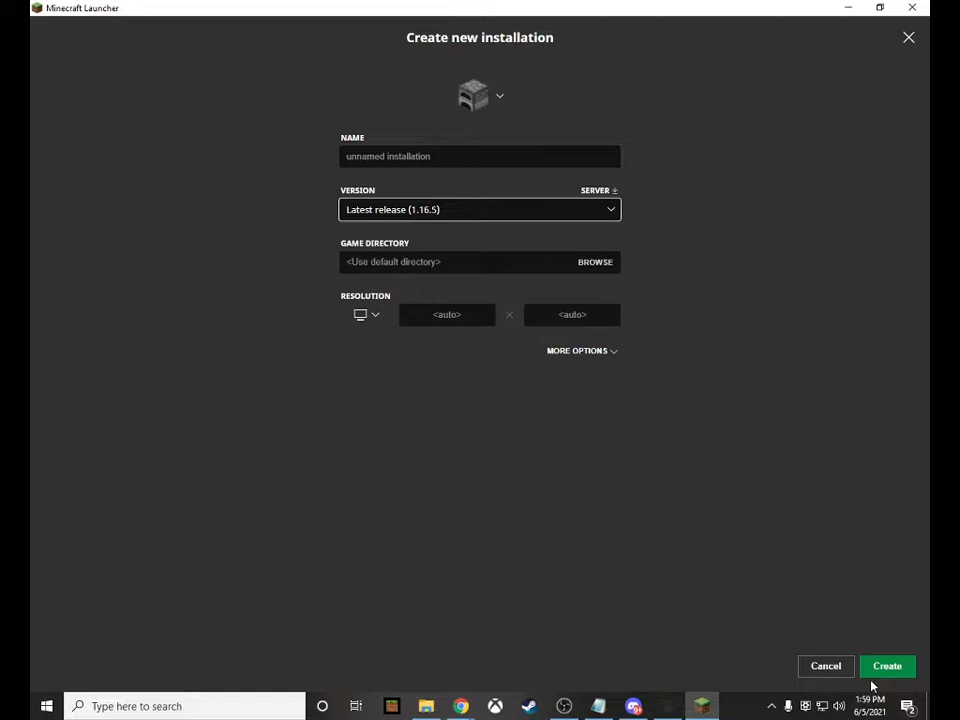 Minecraft Launcher
Create new installation
NAME
unnamed installation
VERSION
SERVER
Latest release (1.16.5)
GAME DIRECTORY
<Use default directory>
BROWSE
RESOLUTION
<auto>
<auto>
MORE OPTIONS
Cancel
Create
Type here to search
1:59 PM
6/5/2021
2